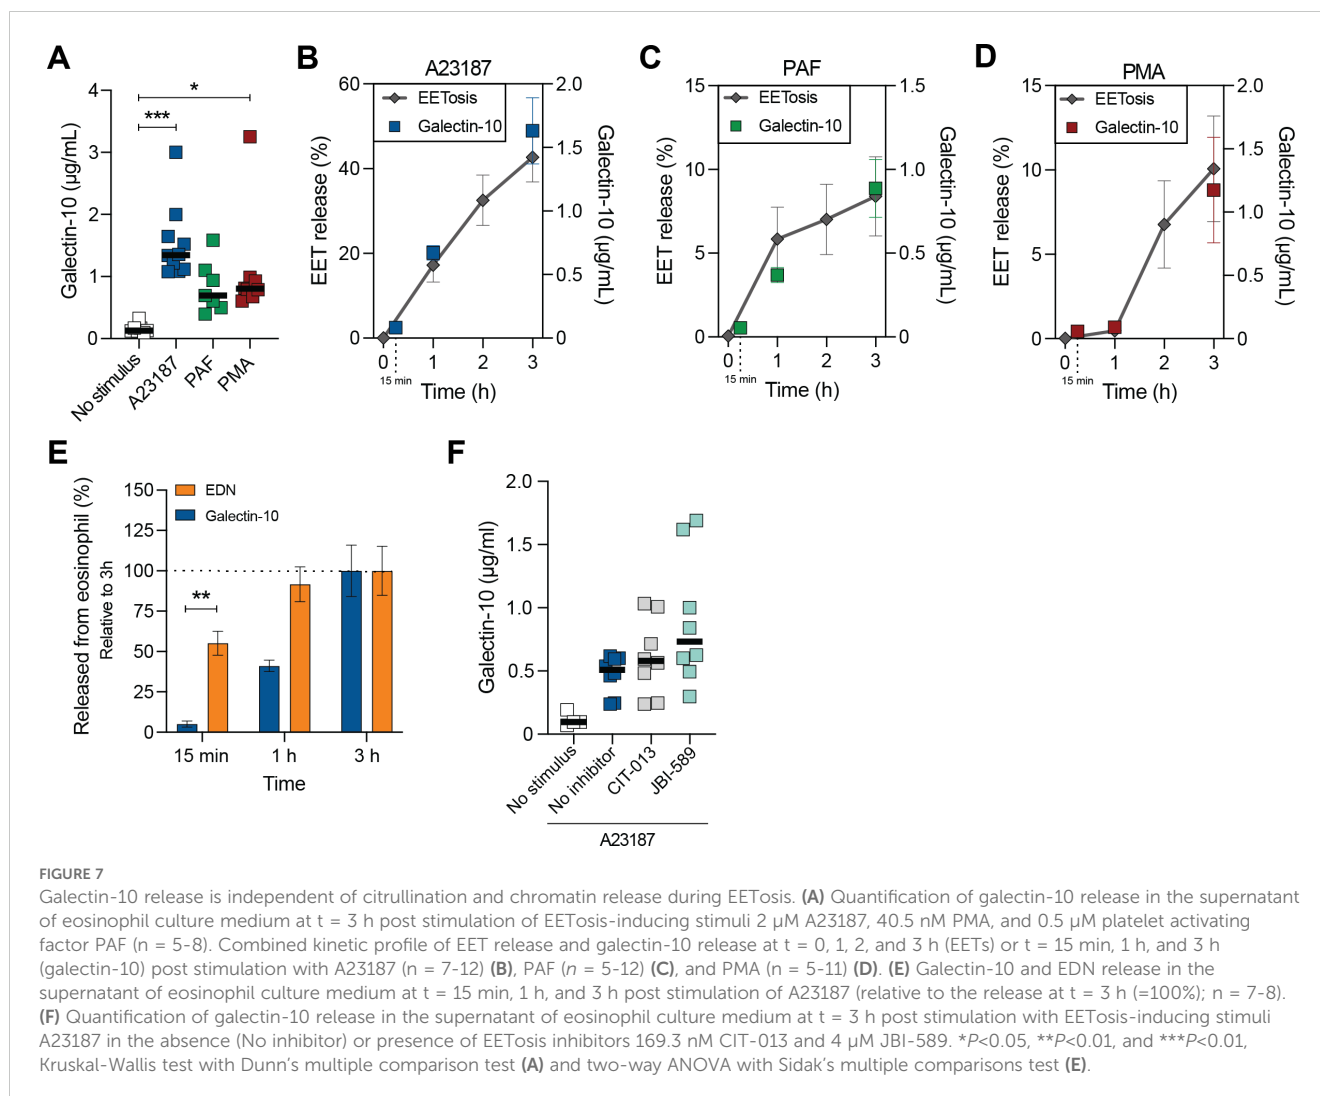 A
Galectin-10 (µg/mL)
4
3
2
1
0
***
*
No stimulus
A23187
PAF
PMA
B
A23187
EETosis
Galectin-10
EET release (%)
60
40
20
0
2.0
1.5
1.0
0.5
0
Galectin-10 (µg/mL)
0 1 2 3
15 min
Time (h)
C
PAF
EETosis
Galectin-10
EET release (%)
15
10
5
0
1.5
1.0
0.5
0
Galectin-10 (µg/mL)
0 1 2 3
15 min
Time (h)
D
PMA
EETosis
Galectin-10
EET release (%)
15
10
5
0
2.0
1.5
1.0
0.5
0
Galectin-10 (µg/mL)
0 1 2 3
15 min
Time (h)
E
Released from eosinophil (%)
Relative to 3h
150
125
100
75
50
25
0
EDN
Galectin-10
**
15 min 1 h 3 h
Time
F
Galectin-10 (µg/ml)
2.0
1.5
1.0
0.5
0
No stimulus
No inhibitor
CIT-013
JBI-589
A23187
FIGURE 7
Galectin-10 release is independent of citrullination and chromatin release during EETosis. (A) Quantification of galectin-10 release in the supernatant
of eosinophil culture medium at t = 3 h post stimulation of EETosis-inducing stimuli 2 µM A23187, 40.5 nM PMA, and 0.5 µM platelet activating
factor PAF (n = 5-8). Combined kinetic profile of EET release and galectin-10 release at t = 0, 1, 2, and 3 h (EETs) or t = 15 min, 1 h, and 3 h
(galectin-10) post stimulation with A23187 (n = 7-12) (B), PAF (n = 5-12) (C), and PMA (n = 5-11) (D). (E) Galectin-10 and EDN release in the
supernatant of eosinophil culture medium at t = 15 min, 1 h, and 3 h post stimulation of A23187 (relative to the release at t = 3 h (=100%); n = 7-8).
(F) Quantification of galectin-10 release in the supernatant of eosinophil culture medium at t = 3 h post stimulation with EETosis-inducing stimuli
A23187 in the absence (No inhibitor) or presence of EETosis inhibitors 169.3 nM CIT-013 and 4 µM JBI-589. *P<0.05, **P<0.01, and ***P<0.01,
Kruskal-Wallis test with Dunn's multiple comparison test (A) and two-way ANOVA with Sidak's multiple comparisons test (E).